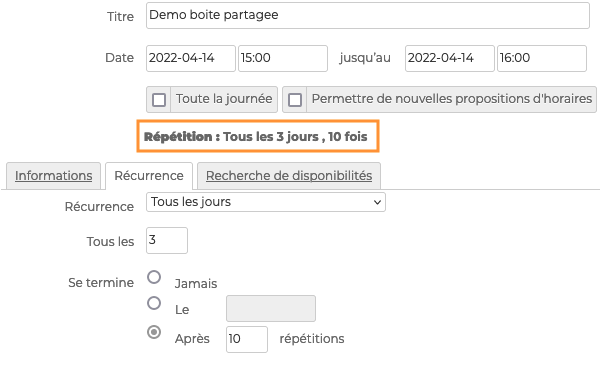 Titre Demo boite partagee
Date 2022-04-14 15:00 jusqu'au 2022-04-14 16:00
Toute la journée Permettre de nouvelles propositions d'horaires
Répétition : Tous les 3 jours , 10 fois
Informations Récurrence Recherche de disponibilités
Récurrence Tous les jours
Tous les 3
Se termine Jamais
Le
Après 10 répétitions